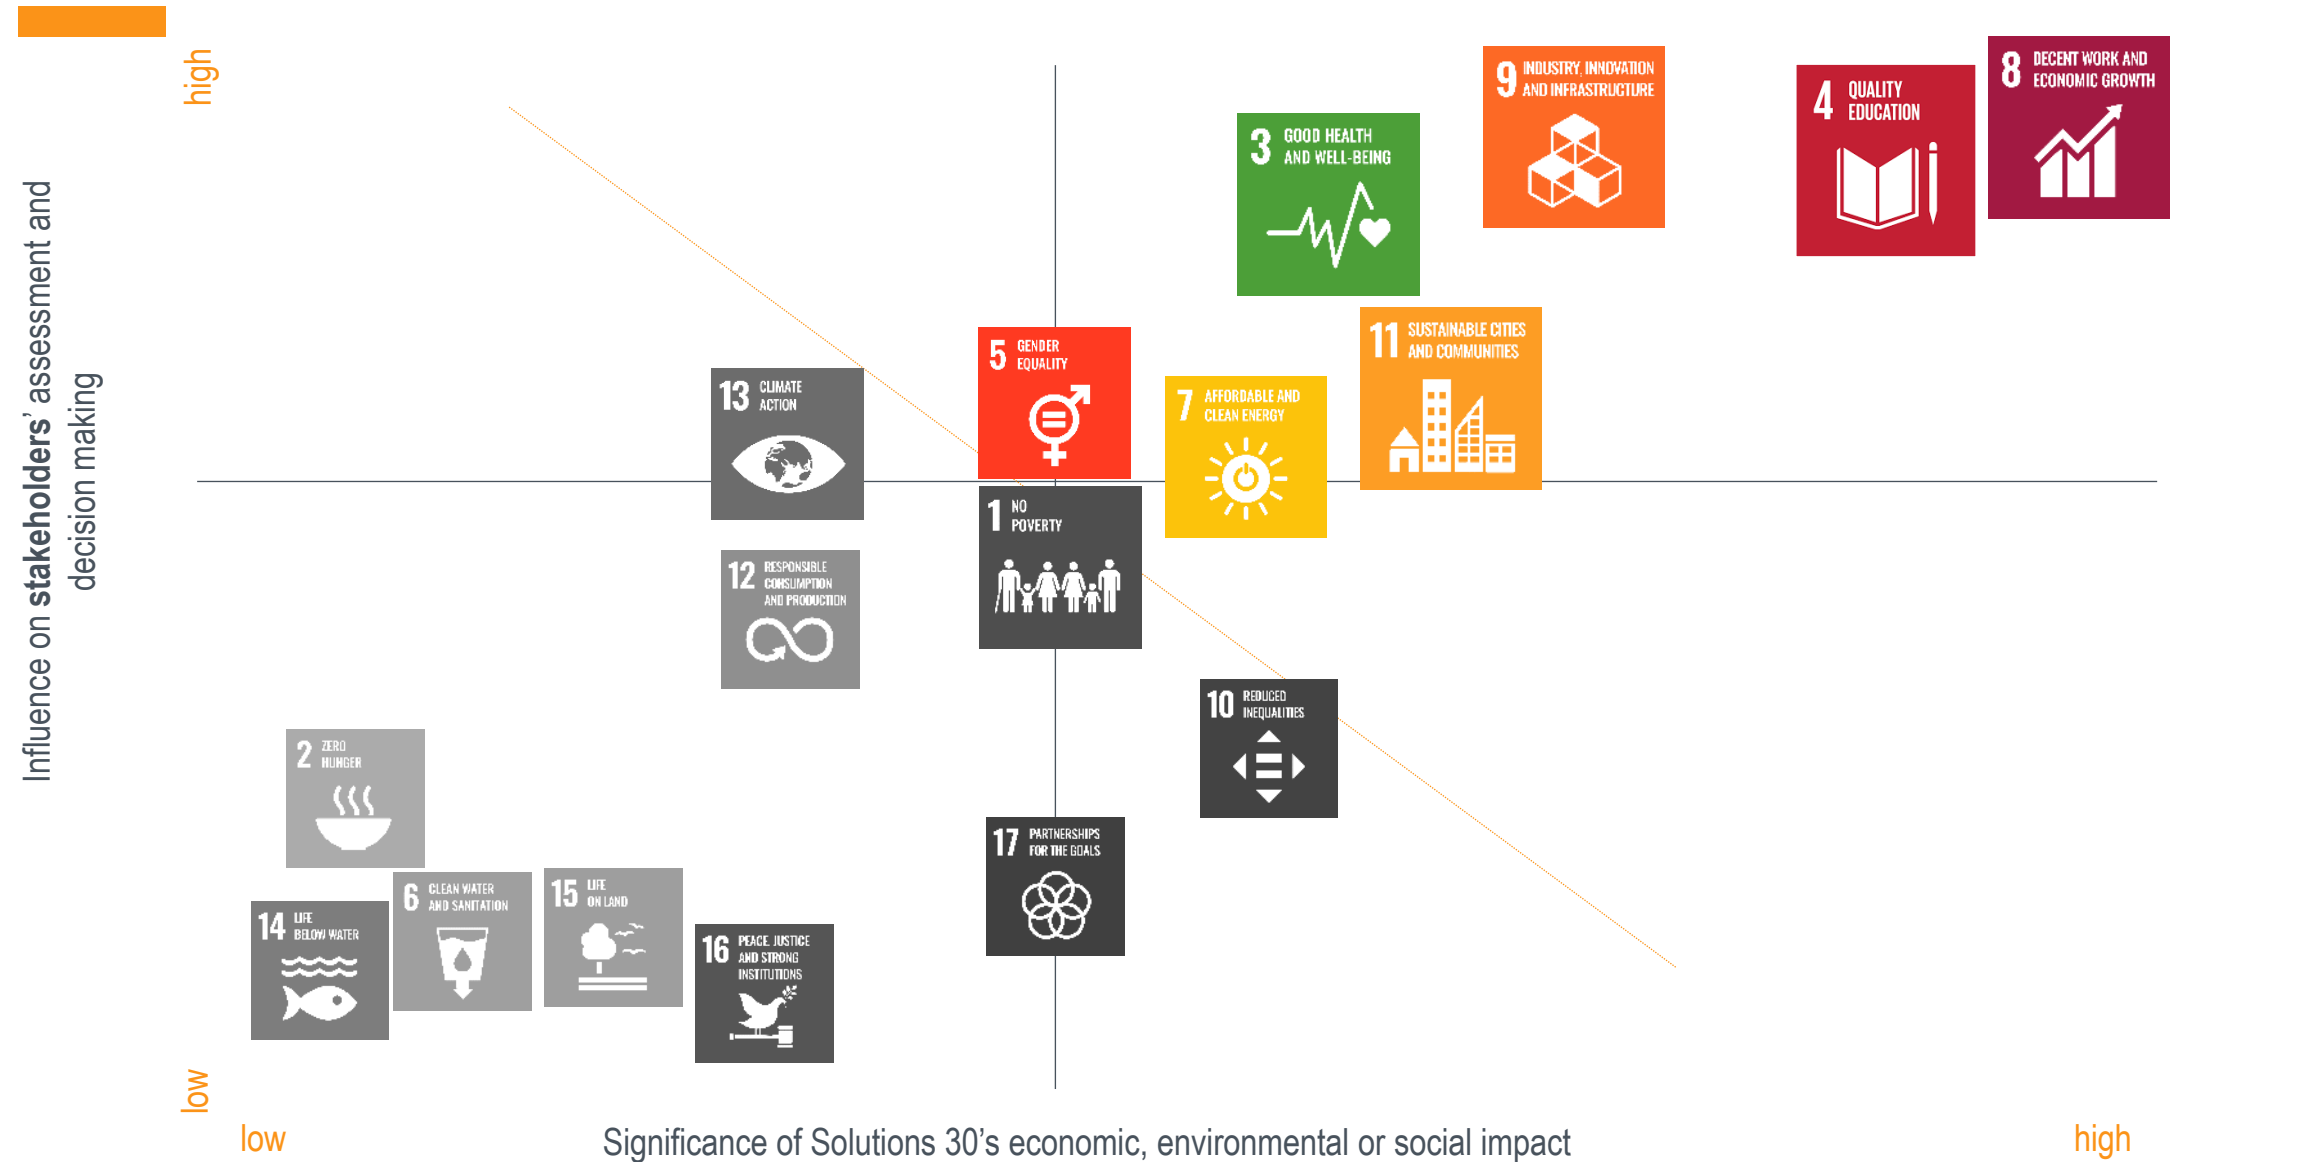 high
Influence on stakeholders' assessment and
decision making
low
9 INDUSTRY, INNOVATION
AND INFRASTRUCTURE
4 QUALITY
EDUCATION
8 DECENT WORK AND
ECONOMIC GROWTH
3 GOOD HEALTH
AND WELL-BEING
5 GENDER
EQUALITY
11 SUSTAINABLE CITIES
AND COMMUNITIES
13 CLIMATE
ACTION
7 AFFORDABLE AND
CLEAN ENERGY
1 NO
POVERTY
12 RESPONSIBLE
CONSUMPTION
AND PRODUCTION
10 REDUCED
INEQUALITIES
2 ZERO
HUNGER
17 PARTNERSHIPS
FOR THE GOALS
14 LIFE
BELOW WATER
6 CLEAN WATER
AND SANITATION
15 LIFE
ON LAND
16 PEACE, JUSTICE
AND STRONG
INSTITUTIONS
low
Significance of Solutions 30's economic, environmental or social impact
high